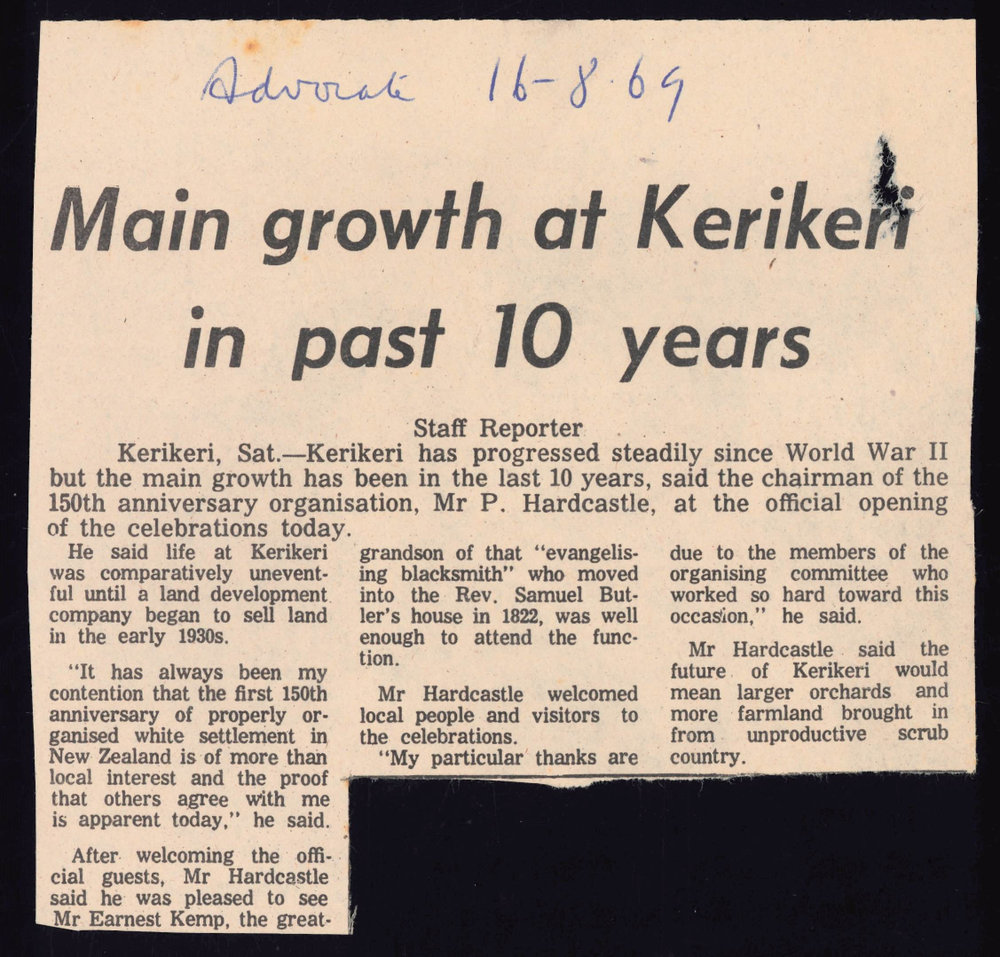 Advocate 16-8-69
Main growth at Kerikeri
in past 10 years
Staff Reporter
Kerikeri, Sat.—Kerikeri has progressed steadily since World War II
but the main growth has been in the last 10 years, said the chairman of the
150th anniversary organisation, Mr P. Hardcastle, at the official opening
of the celebrations today.
He said life at Kerikeri
was comparatively unevent-
ful until a land development
company began to sell land
in the early 1930s.
"It has always been my
contention that the first 150th
anniversary of properly or-
ganised white settlement in
New Zealand is of more than
local interest and the proof
that others agree with me
is apparent today," he said.
After welcoming the offi-
cial guests, Mr Hardcastle
said he was pleased to see
Mr Earnest Kemp, the great-
grandson of that "evangelis-
ing blacksmith" who moved
into the Rev. Samuel But-
ler's house in 1822, was well
enough to attend the func-
tion.
Mr Hardcastle welcomed
local people and visitors to
the celebrations.
"My particular thanks are
due to the members of the
organising committee who
worked so hard toward this
occasion," he said.
Mr Hardcastle said the
future of Kerikeri would
mean larger orchards and
more farmland brought in
from unproductive scrub
country.